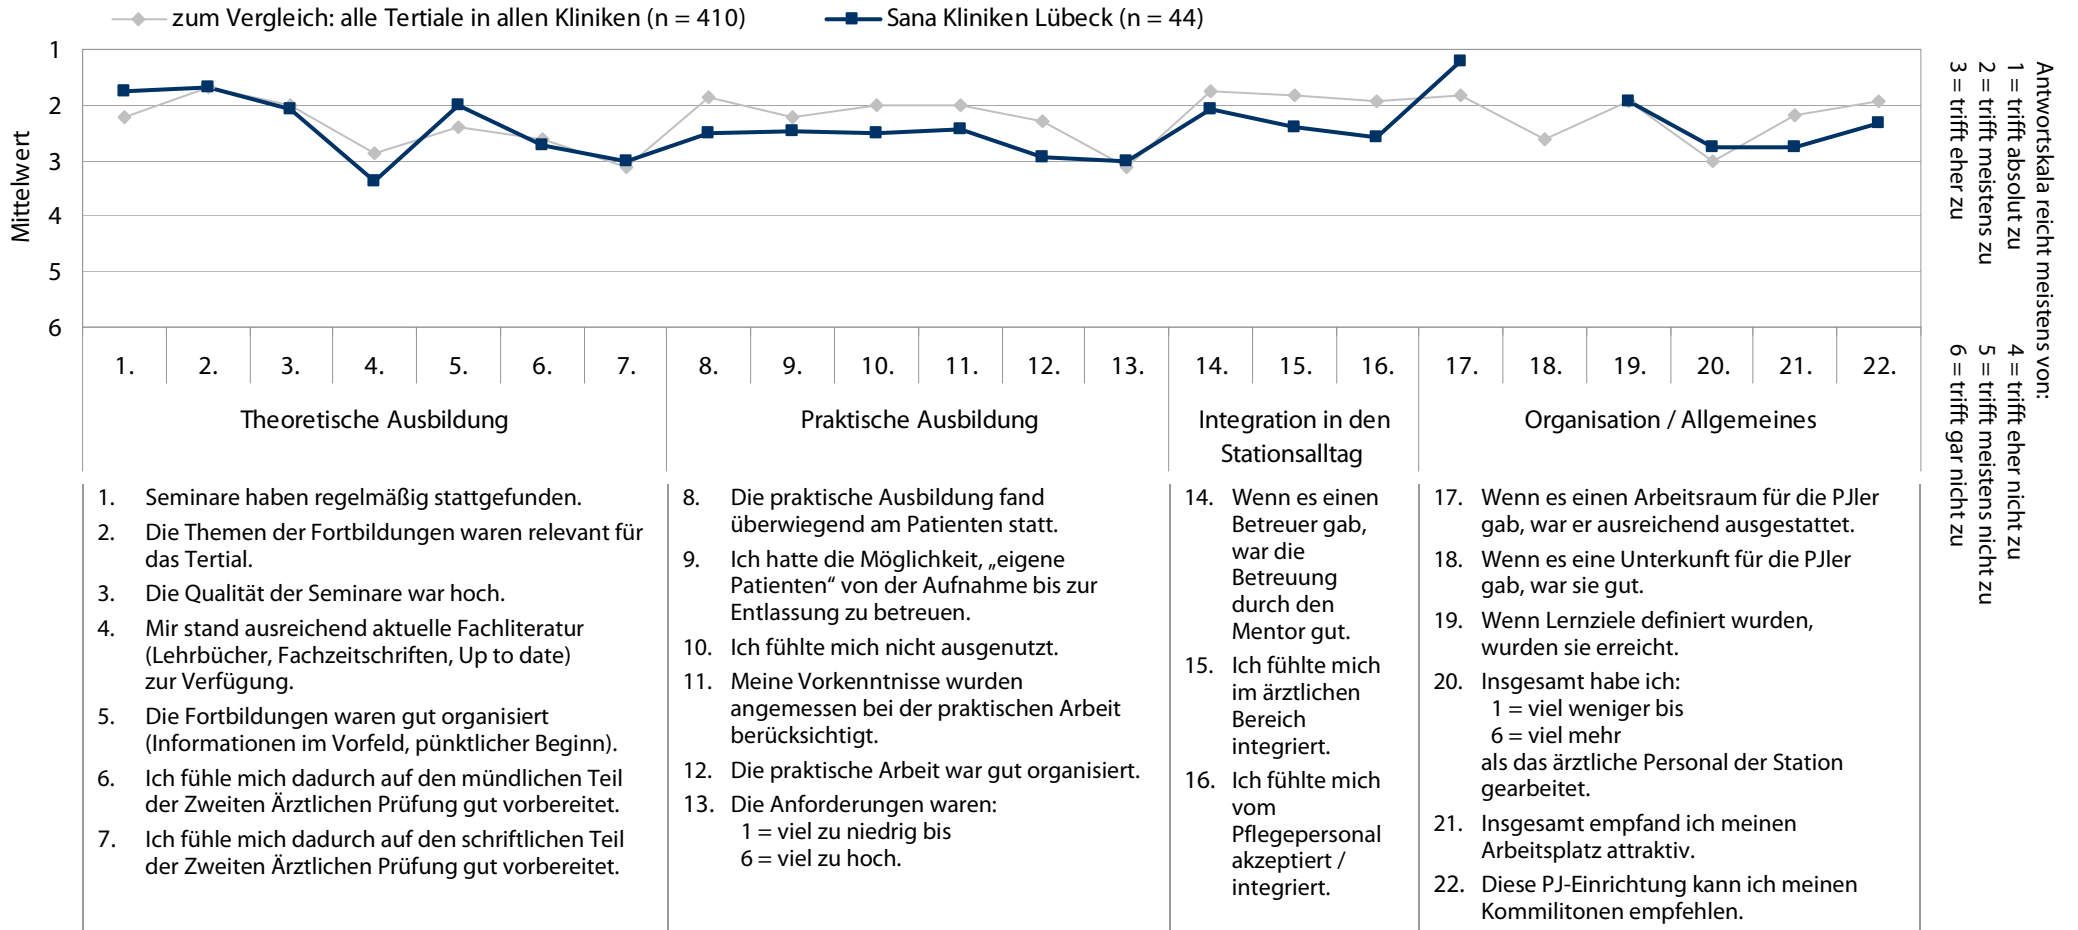 zum Vergleich: alle Tertiale in allen Kliniken (n = 410)
Sana Kliniken Lübeck (n = 44)
Mittelwert
1
2
3
4
5
6
1. 2. 3. 4. 5. 6. 7. 8. 9. 10. 11. 12. 13. 14. 15. 16. 17. 18. 19. 20. 21. 22.
Theoretische Ausbildung
Praktische Ausbildung
Integration in den
Stationsalltag
Organisation / Allgemeines
1. Seminare haben regelmäßig stattgefunden.
2. Die Themen der Fortbildungen waren relevant für
das Tertial.
3. Die Qualität der Seminare war hoch.
4. Mir stand ausreichend aktuelle Fachliteratur
(Lehrbücher, Fachzeitschriften, Up to date)
zur Verfügung.
5. Die Fortbildungen waren gut organisiert
(Informationen im Vorfeld, pünktlicher Beginn).
6. Ich fühle mich dadurch auf den mündlichen Teil
der Zweiten Ärztlichen Prüfung gut vorbereitet.
7. Ich fühle mich dadurch auf den schriftlichen Teil
der Zweiten Ärztlichen Prüfung gut vorbereitet.
8. Die praktische Ausbildung fand
überwiegend am Patienten statt.
9. Ich hatte die Möglichkeit, „eigene
Patienten“ von der Aufnahme bis zur
Entlassung zu betreuen.
10. Ich fühlte mich nicht ausgenutzt.
11. Meine Vorkenntnisse wurden
angemessen bei der praktischen Arbeit
berücksichtigt.
12. Die praktische Arbeit war gut organisiert.
13. Die Anforderungen waren:
1 = viel zu niedrig bis
6 = viel zu hoch.
14. Wenn es einen
Betreuer gab,
war die
Betreuung
durch den
Mentor gut.
15. Ich fühlte mich
im ärztlichen
Bereich
integriert.
16. Ich fühlte mich
vom
Pflegepersonal
akzeptiert /
integriert.
17. Wenn es einen Arbeitsraum für die PJler
gab, war er ausreichend ausgestattet.
18. Wenn es eine Unterkunft für die PJler
gab, war sie gut.
19. Wenn Lernziele definiert wurden,
wurden sie erreicht.
20. Insgesamt habe ich:
1 = viel weniger bis
6 = viel mehr
als das ärztliche Personal der Station
gearbeitet.
21. Insgesamt empfand ich meinen
Arbeitsplatz attraktiv.
22. Diese PJ-Einrichtung kann ich meinen
Kommilitonen empfehlen.
Antwortskala reicht meistens von:
1 = trifft absolut zu
2 = trifft meistens zu
3 = trifft eher zu
4 = trifft eher nicht zu
5 = trifft meistens nicht zu
6 = trifft gar nicht zu